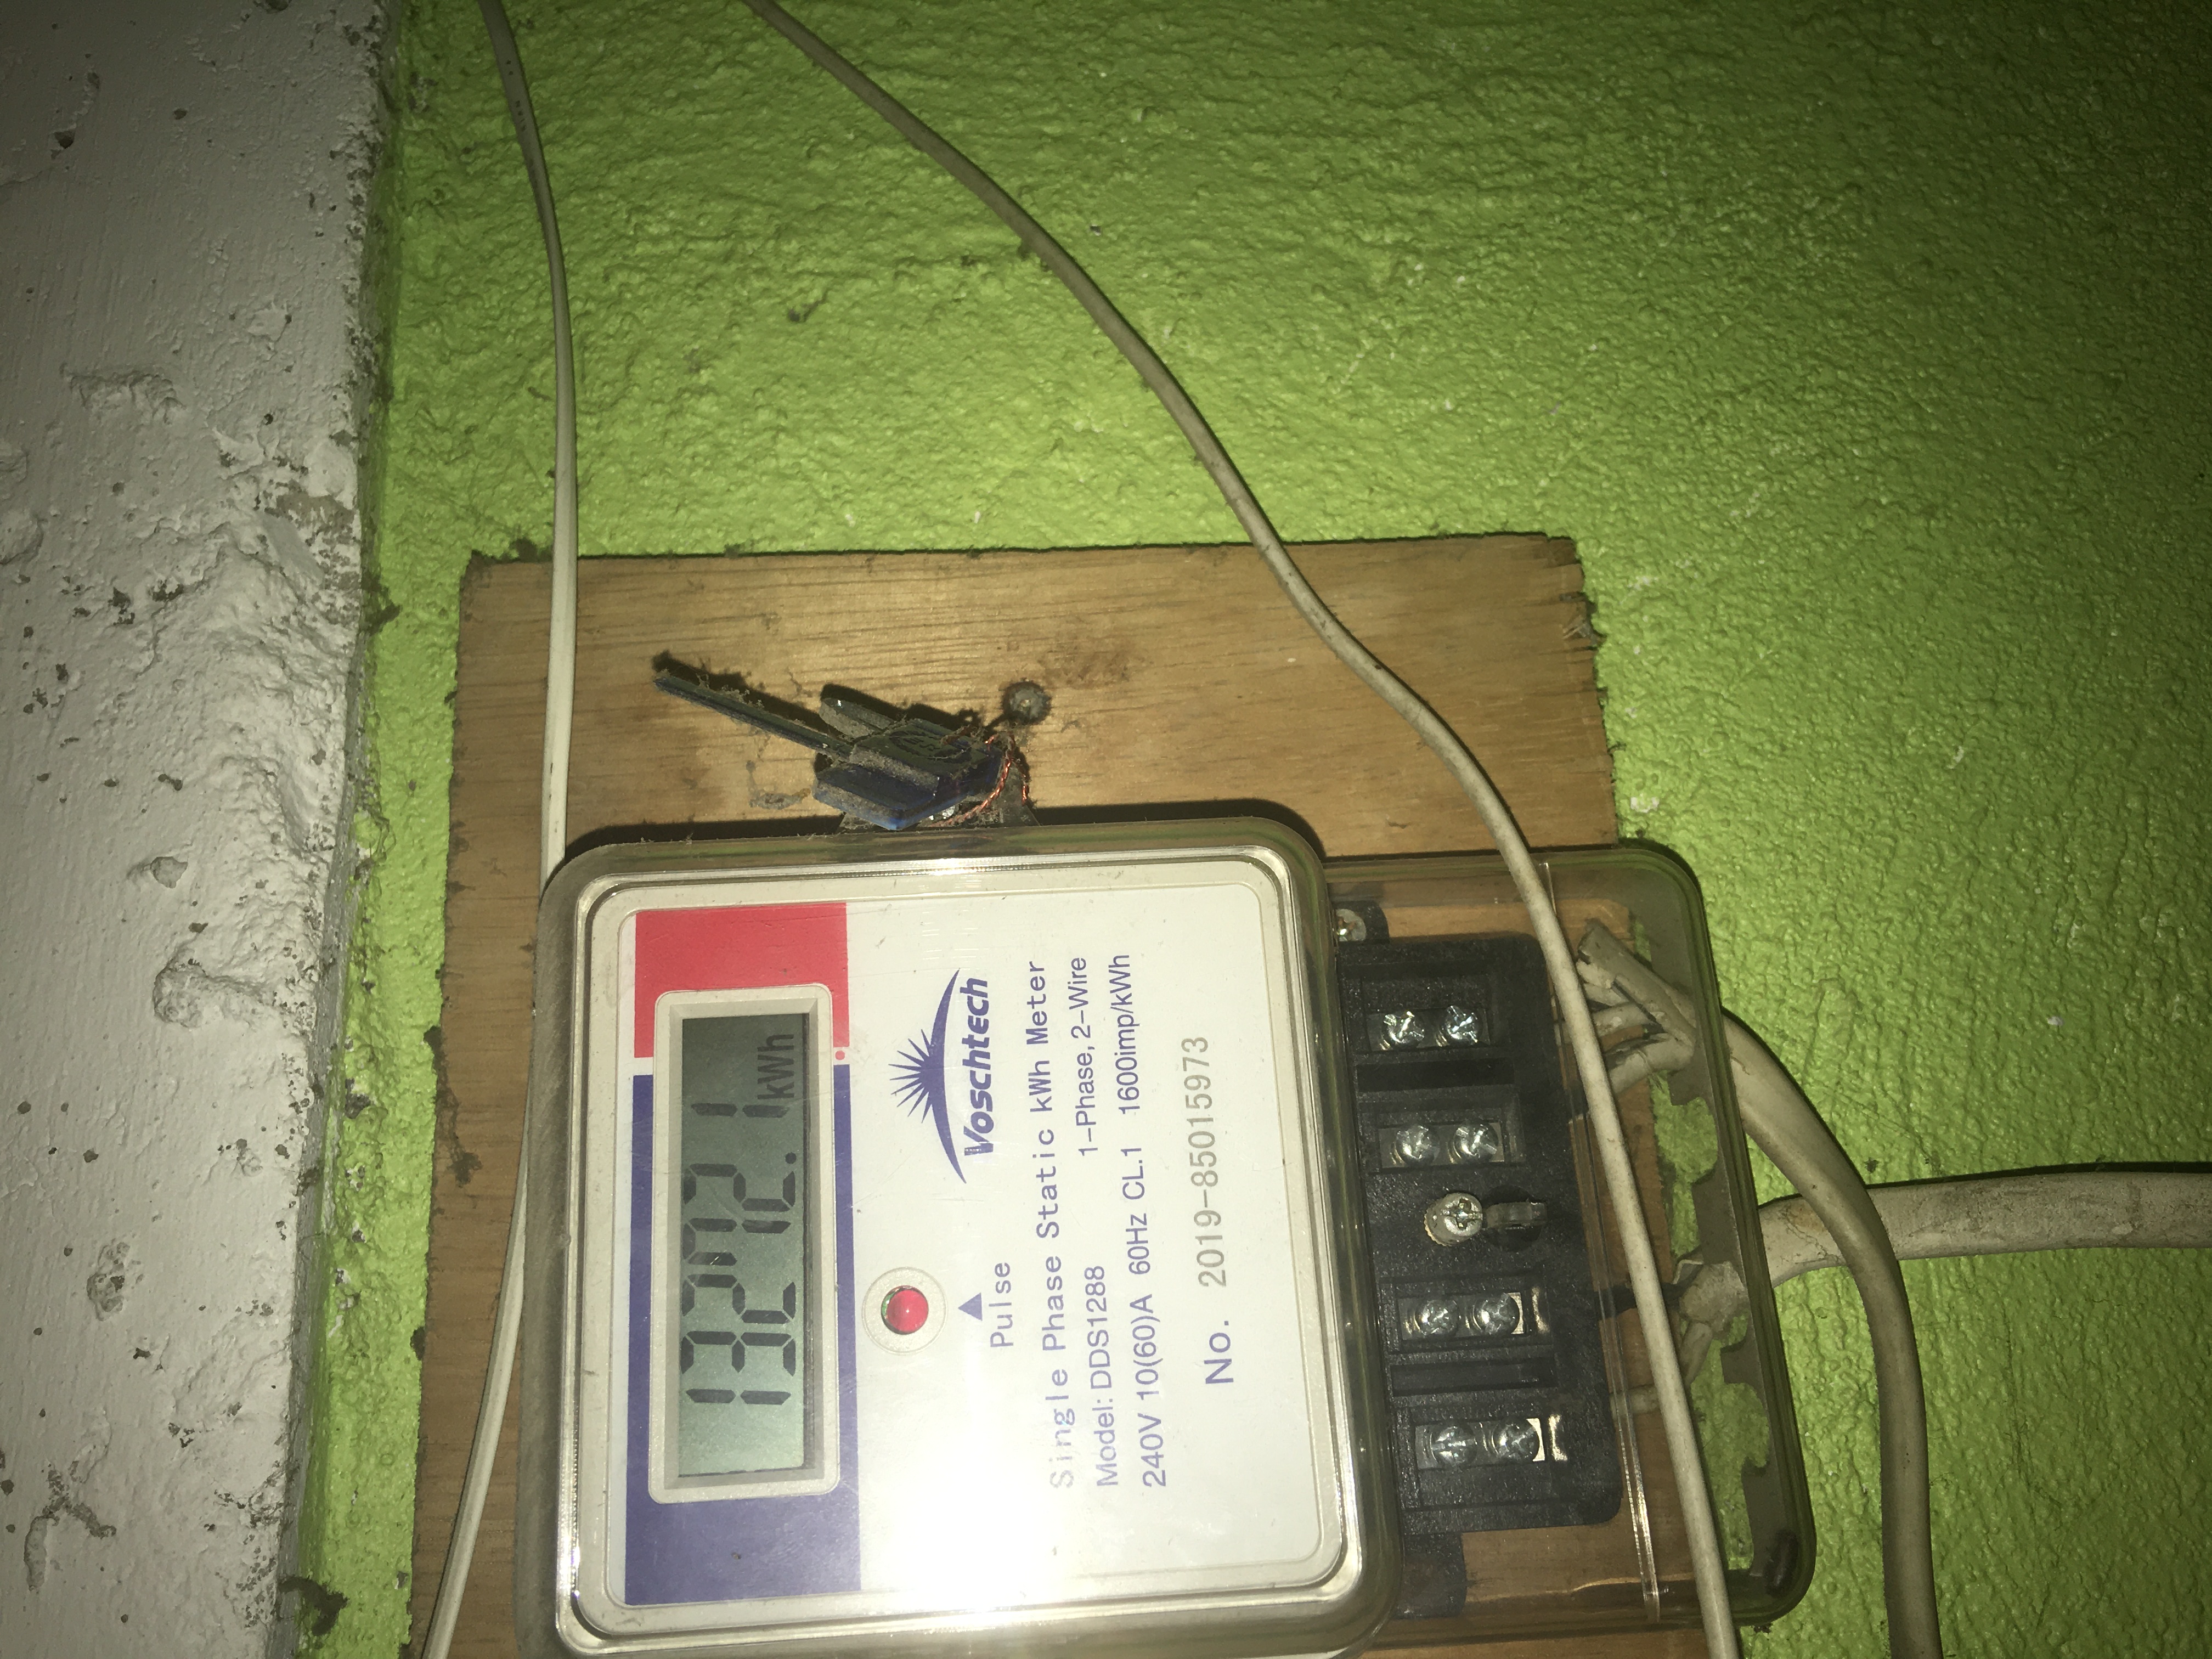 13272.1 kWh
Pulse
Voschtech
Single Phase Static kWh Meter
Model: DDS1288 1-Phase, 2-Wire
240V 10(60)A 60Hz CL.1 1600imp/kWh
No. 2019-85015973